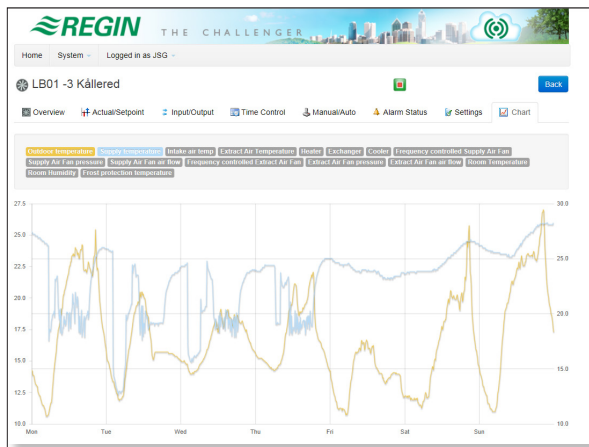 REGIN THE CHALLENGER
Home System Logged in as JSG
LB01 -3 Kållered Back
Overview Actual/Setpoint Input/Output Time Control Manual/Auto Alarm Status Settings Chart
Outdoor temperature Supply temperature Intake air temp Extract Air Temperature Heater Exchanger Cooler Frequency controlled Supply Air Fan
Supply Air Fan pressure Supply Air Fan air flow Frequency controlled Extract Air Fan Extract Air Fan pressure Extract Air Fan air flow Room Temperature
Room Humidity Frost protection temperature
27.5 30.0
25.0 25.0
22.5
20.0 20.0
17.5
15.0 15.0
12.5
10.0 10.0
Mon Tue Wed Thu Fri Sat Sun